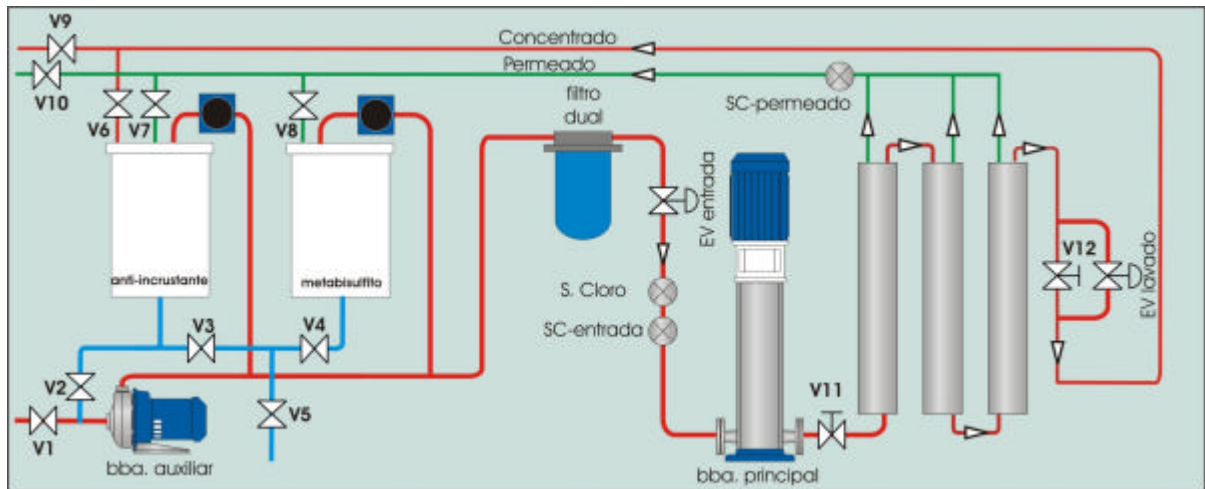 V9
Concentrado
Permeado
V10
V6
V7
V8
filtro
dual
SC-permeado
EV entrada
V12
EV lavado
anti-incrustante
metabisulfito
S. Cloro
SC-entrada
V3
V4
V2
V5
V1
V11
bba. auxiliar
bba. principal